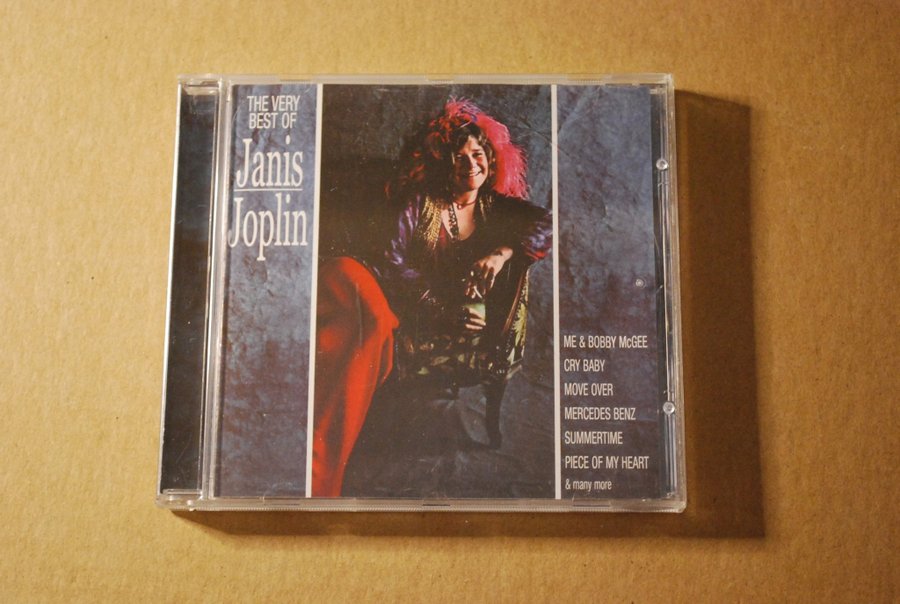 THE VERY
BEST OF
Janis
Joplin
ME & BOBBY McGEE
CRY BABY
MOVE OVER
MERCEDES BENZ
SUMMERTIME
PIECE OF MY HEART
& many more